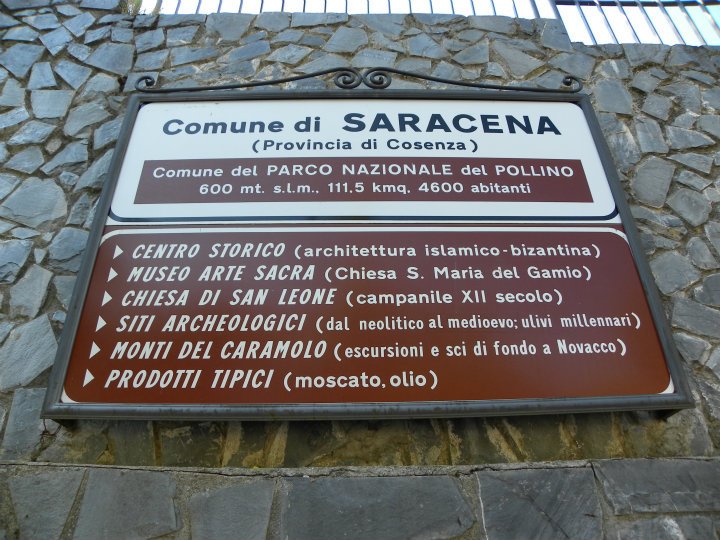 Comune di SARACENA
(Provincia di Cosenza)
Comune del PARCO NAZIONALE del POLLINO
600 mt. s.l.m., 111.5 kmq, 4600 abitanti
CENTRO STORICO (architettura islamico-bizantina)
MUSEO ARTE SACRA (Chiesa S. Maria del Gamio)
CHIESA DI SAN LEONE (campanile XII secolo)
SITI ARCHEOLOGICI (dal neolitico al medioevo; ulivi millennari)
MONTI DEL CARAMOLO (escursioni e sci di fondo a Novacco)
PRODOTTI TIPICI (moscato, olio)